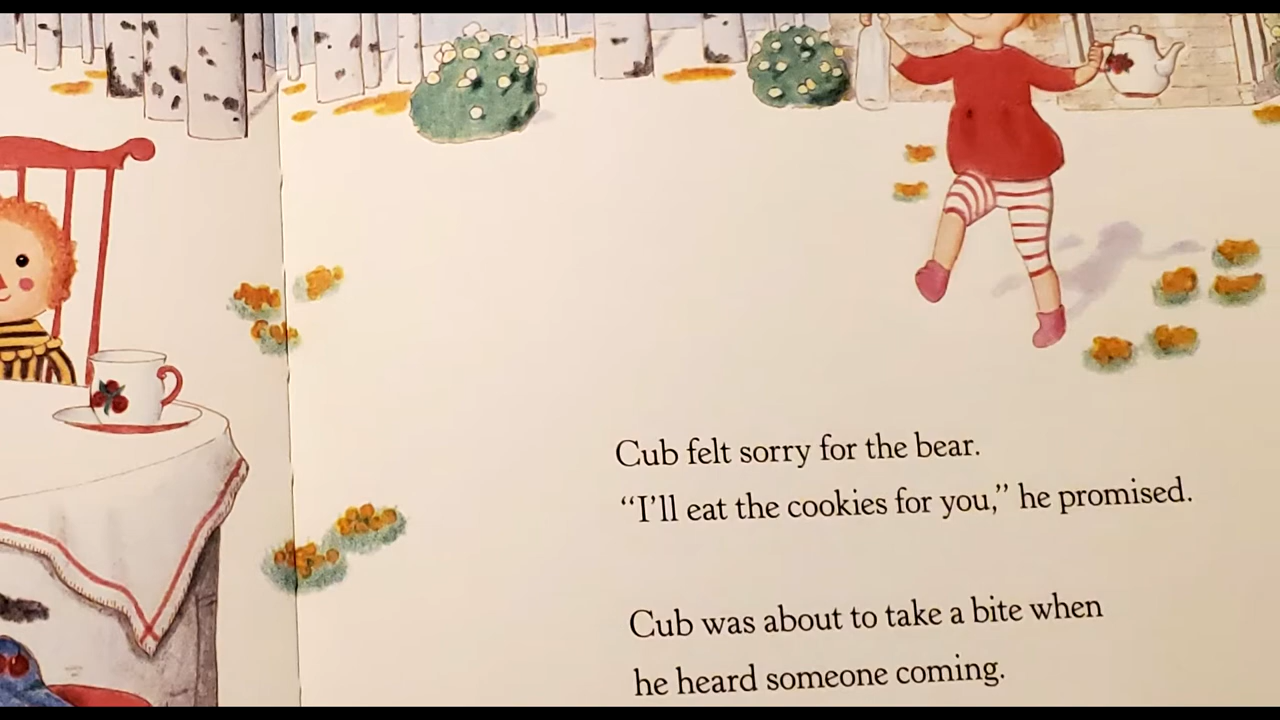 Cub felt sorry for the bear.
“I’ll eat the cookies for you,” he promised.
Cub was about to take a bite when
he heard someone coming.